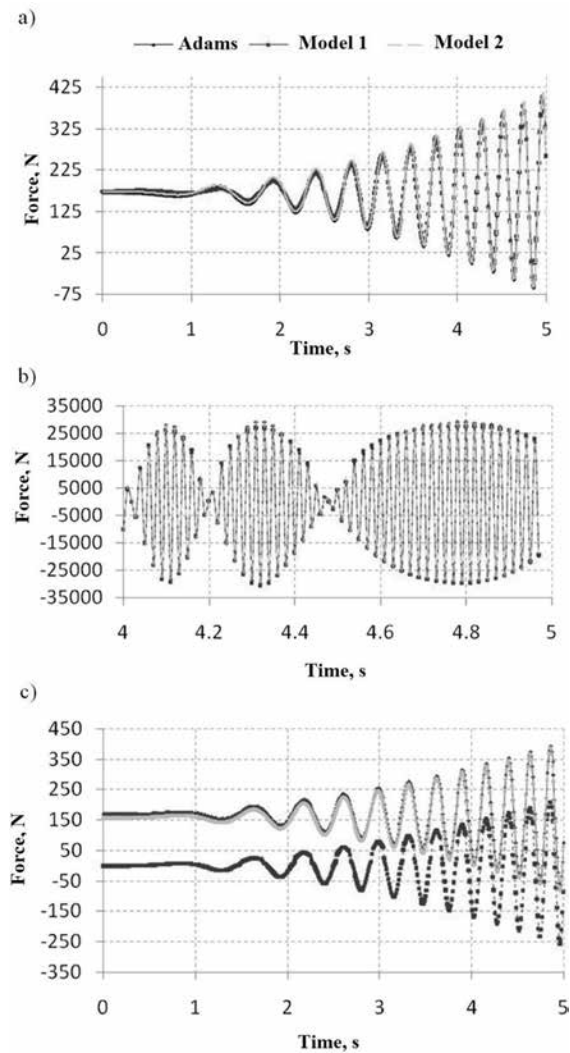 a)
Adams Model 1 Model 2
425
325
225
125
25
-75
Force, N
0 1 2 3 4 5
Time, s
b)
35000
25000
15000
5000
-5000
-15000
-25000
-35000
Force, N
4 4.2 4.4 4.6 4.8 5
Time, s
c)
450
350
250
150
50
-50
-150
-250
-350
Force, N
0 1 2 3 4 5
Time, s